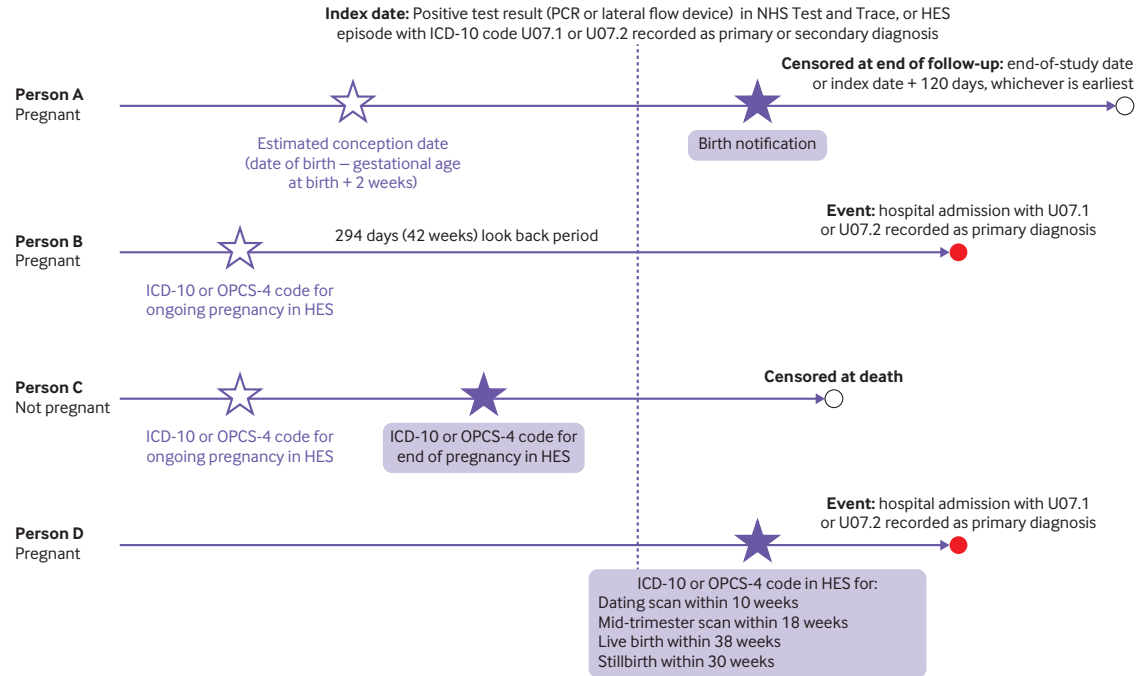 Index date: Positive test result (PCR or lateral flow device) in NHS Test and Trace, or HES
episode with ICD-10 code U07.1 or U07.2 recorded as primary or secondary diagnosis
Censored at end of follow-up: end-of-study date
or index date + 120 days, whichever is earliest
Person A
Pregnant
Estimated conception date
(date of birth – gestational age
at birth + 2 weeks)
Birth notification
Event: hospital admission with U07.1
or U07.2 recorded as primary diagnosis
Person B
Pregnant
294 days (42 weeks) look back period
ICD-10 or OPCS-4 code for
ongoing pregnancy in HES
Censored at death
Person C
Not pregnant
ICD-10 or OPCS-4 code for
ongoing pregnancy in HES
ICD-10 or OPCS-4 code for
end of pregnancy in HES
Event: hospital admission with U07.1
or U07.2 recorded as primary diagnosis
Person D
Pregnant
ICD-10 or OPCS-4 code in HES for:
Dating scan within 10 weeks
Mid-trimester scan within 18 weeks
Live birth within 38 weeks
Stillbirth within 30 weeks